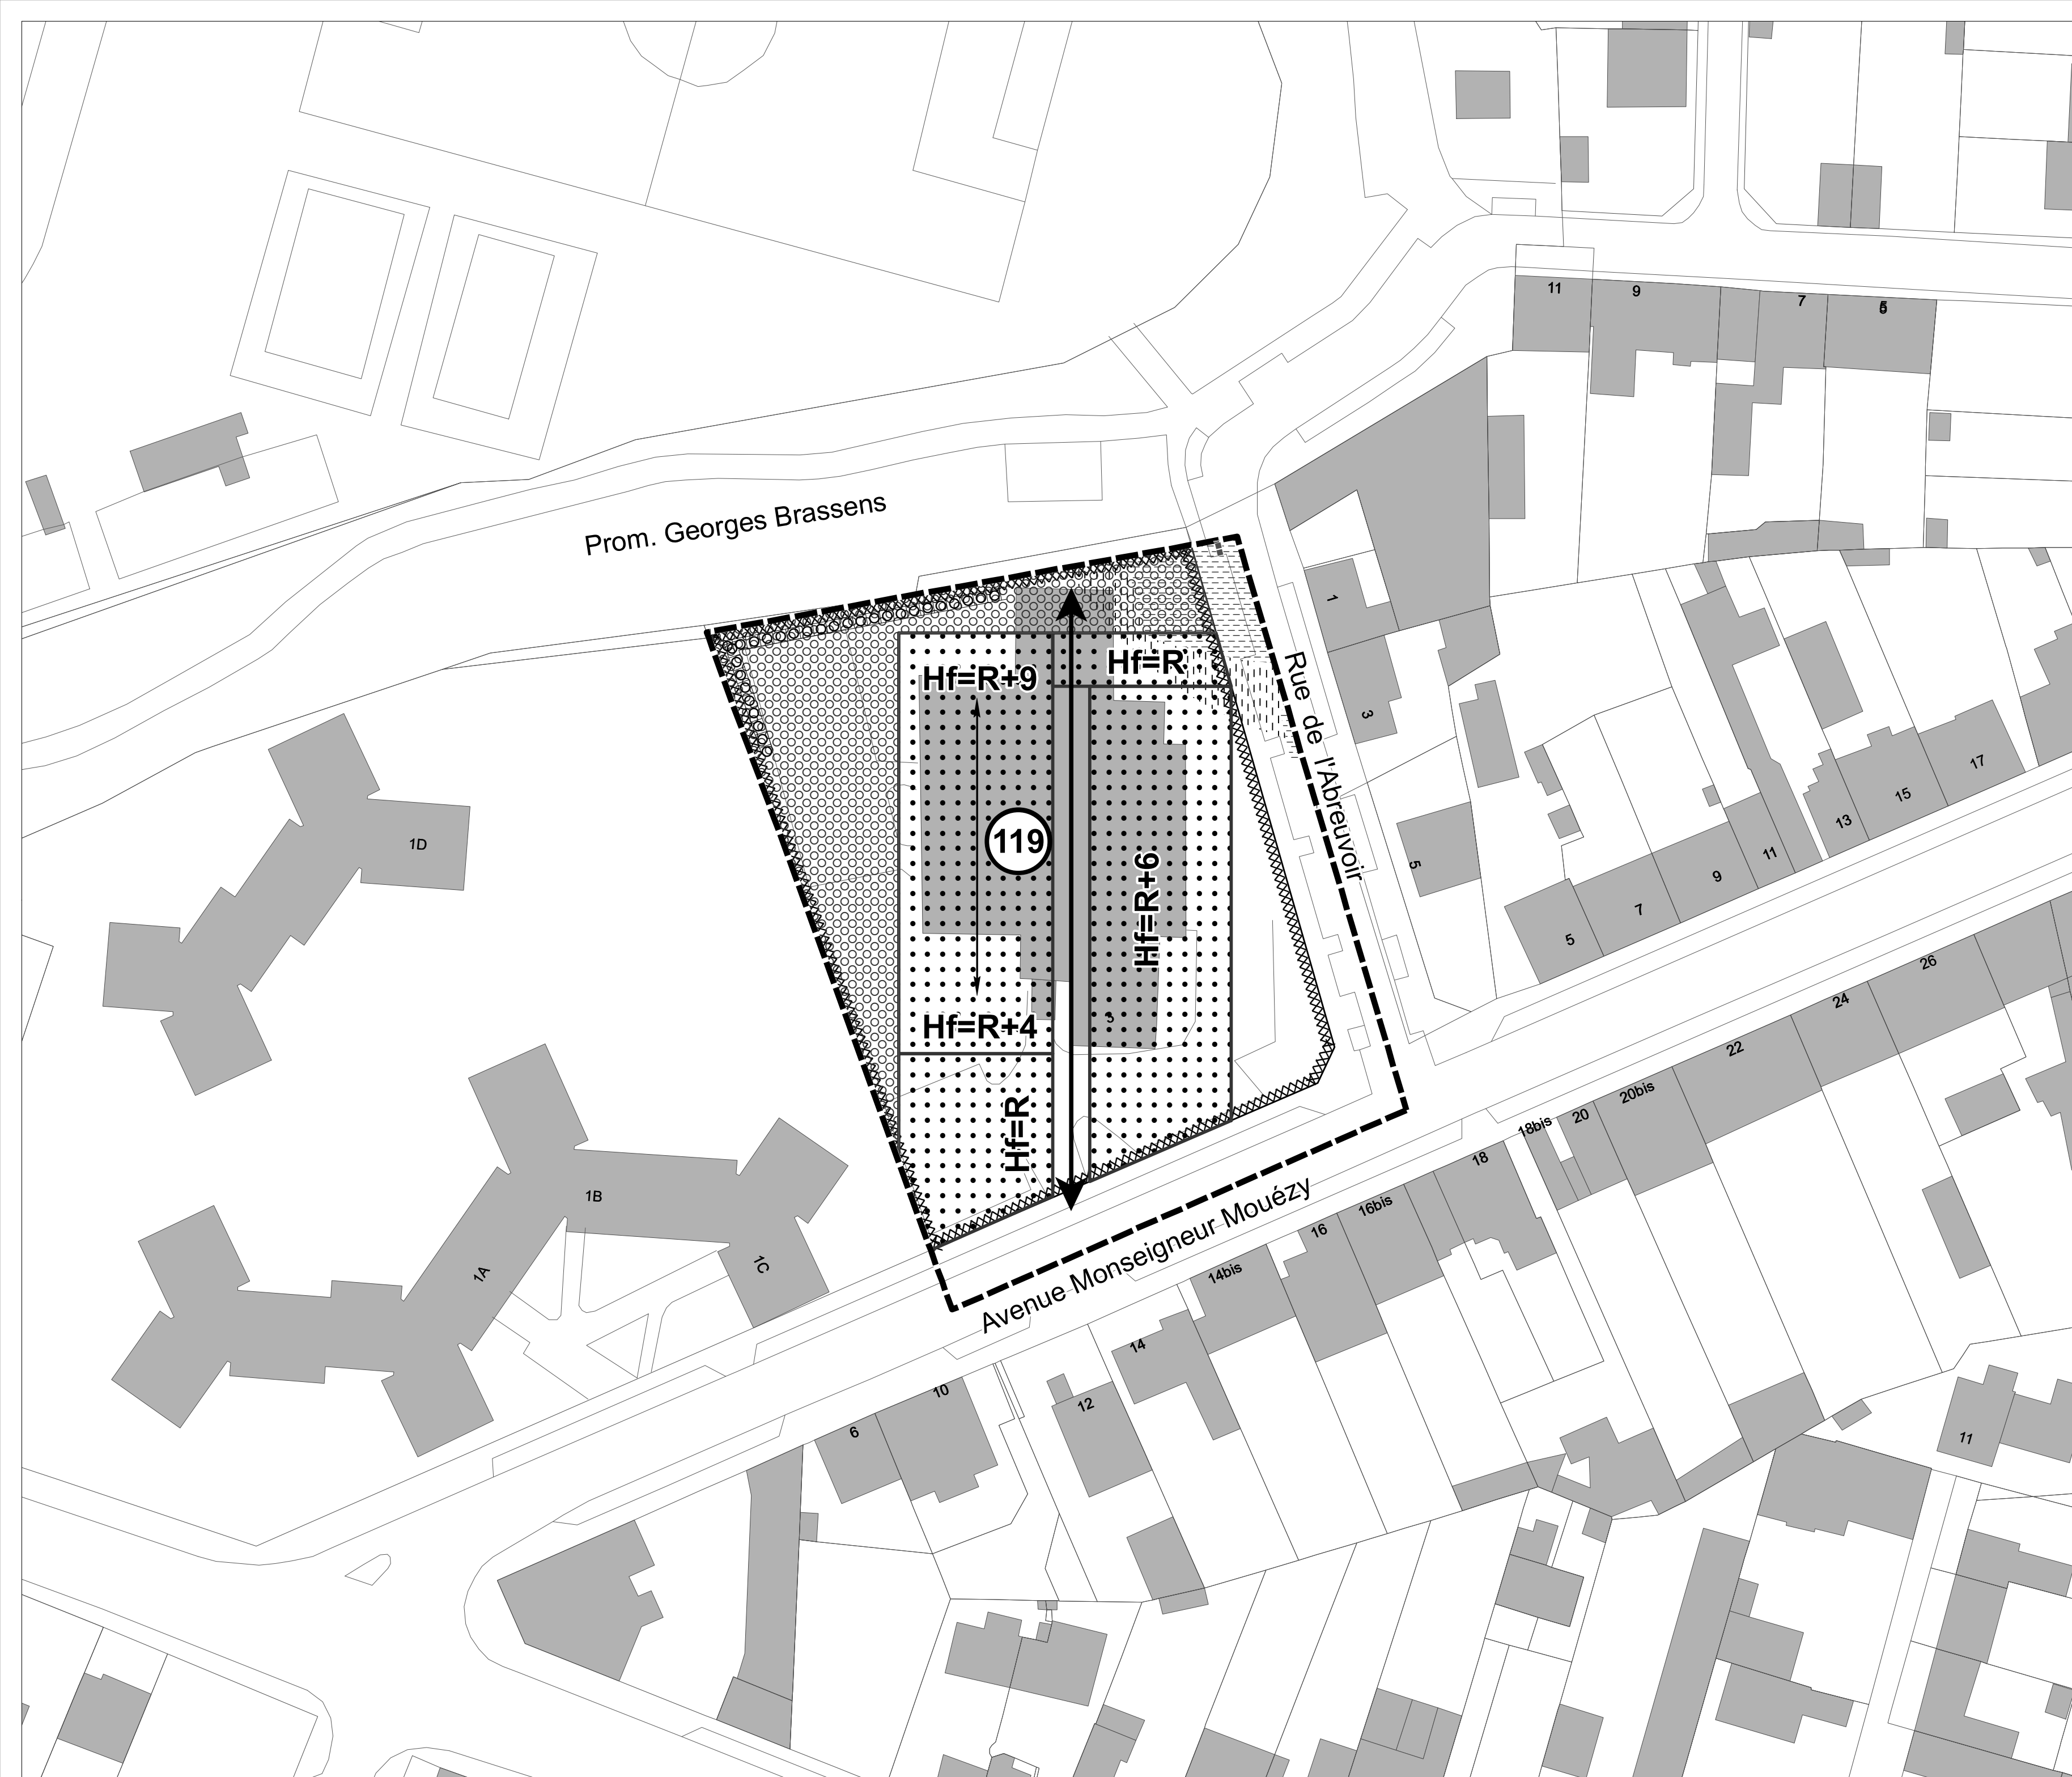 11
9
7
Prom. Georges Brassens
1
Hf=R
Hf=R+9
3
Rue de l'Abreuvoir
17
15
13
1D
119
11
5
9
Hf=R+6
7
5
26
24
3
Hf=R+4
22
20bis
20
18bis
Hf=R
18
1B
Avenue Monseigneur Mouézy
16bis
16
1A
1C
14bis
14
10
12
6
11